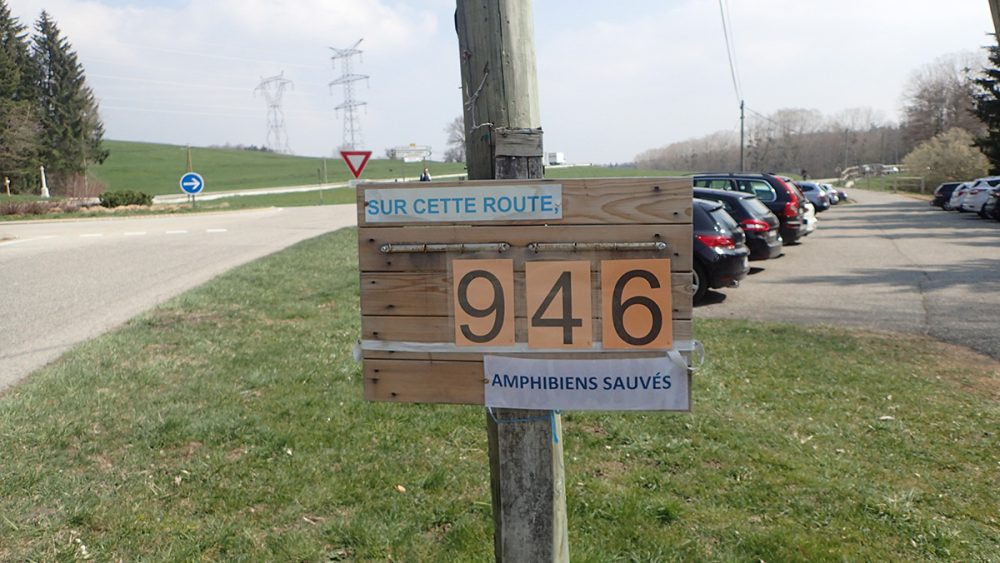 SUR CETTE ROUTE
946
AMPHIBIENS SAUVÉS